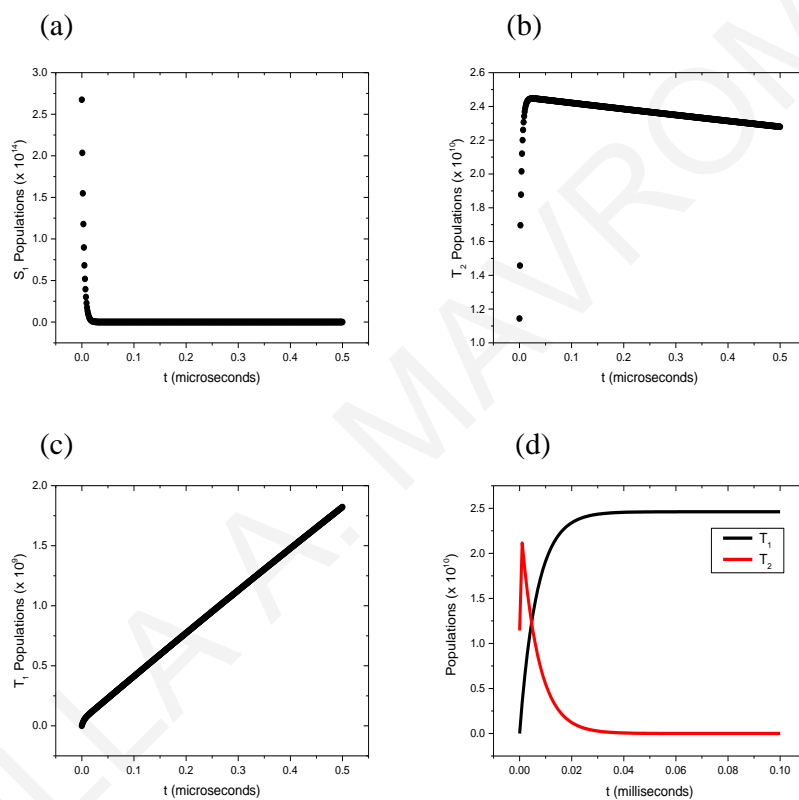 (a)
(b)
3.0
2.5
2.0
1.5
1.0
0.5
0.0
S1 Populations (x 10^14)
0.0 0.1 0.2 0.3 0.4 0.5
t (microseconds)
2.6
2.4
2.2
2.0
1.8
1.6
1.4
1.2
1.0
T2 Populations (x 10^10)
0.0 0.1 0.2 0.3 0.4 0.5
t (microseconds)
(c)
(d)
2.0
1.5
1.0
0.5
0.0
T1 Populations (x 10^9)
0.0 0.1 0.2 0.3 0.4 0.5
t (microseconds)
2.5
2.0
1.5
1.0
0.5
0.0
Populations (x 10^10)
T1
T2
0.00 0.02 0.04 0.06 0.08 0.10
t (milliseconds)
LLA A. MAVROM